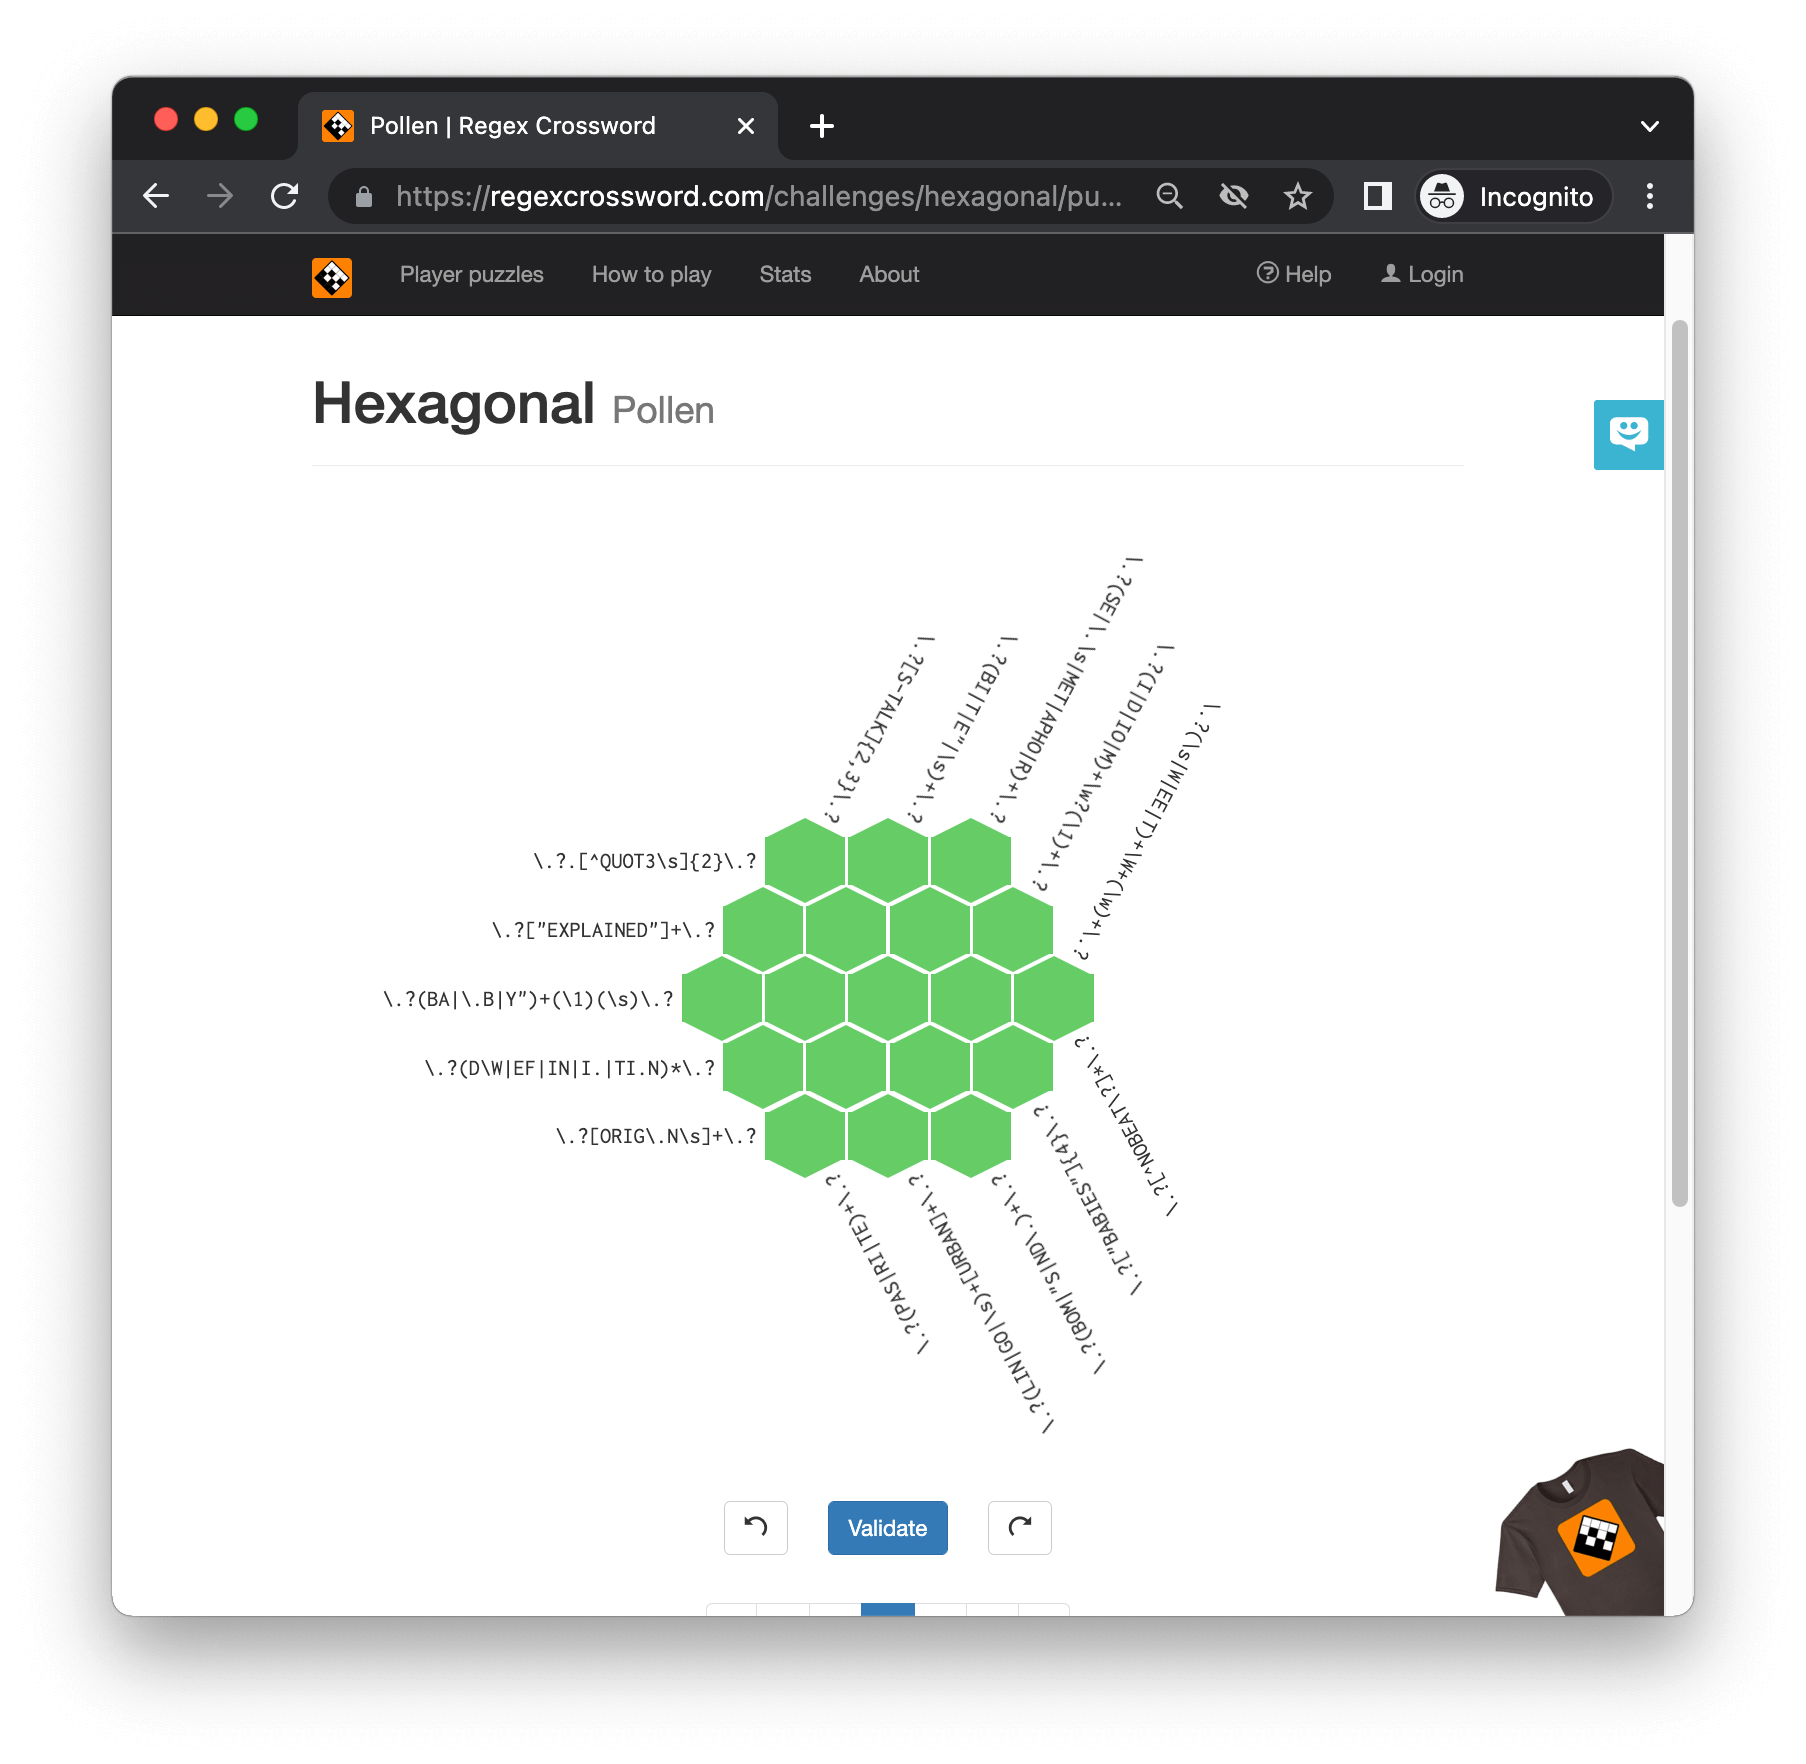 Pollen | Regex Crossword
https://regexcrossword.com/challenges/hexagonal/pu...
Incognito
Player puzzles
How to play
Stats
About
Help
Login
Hexagonal Pollen
\.?[S-TALK]{2,3}\.?
\.?(BI|T|E"|\s)+\.?
\.?(SE|\.\s|MET|APHO|R)+\.?
\.?(I|D|IO|M)+\w?(\1)+\.?
\.?(\s|W|EE|T)+\W+(\w)+\.?
\.?.[^QUOT3\s]{2}\.?
\.?["EXPLAINED"]+\.?
\.?(BA|\.B|Y")+(\1)(\s)\.?
\.?(D\W|EF|IN|I.|TI.N)*\.?
\.?[ORIG\.N\s]+\.?
\.?[^NOBEAT\?]*\.?
\.?["BABIES"]{4}\.?
\.?(BOM|"S|ND\.)+\.?
\.?(LIN|GO|\s)+[URBAN]+\.?
\.?(PAS|RI|TE)+\.?
Validate